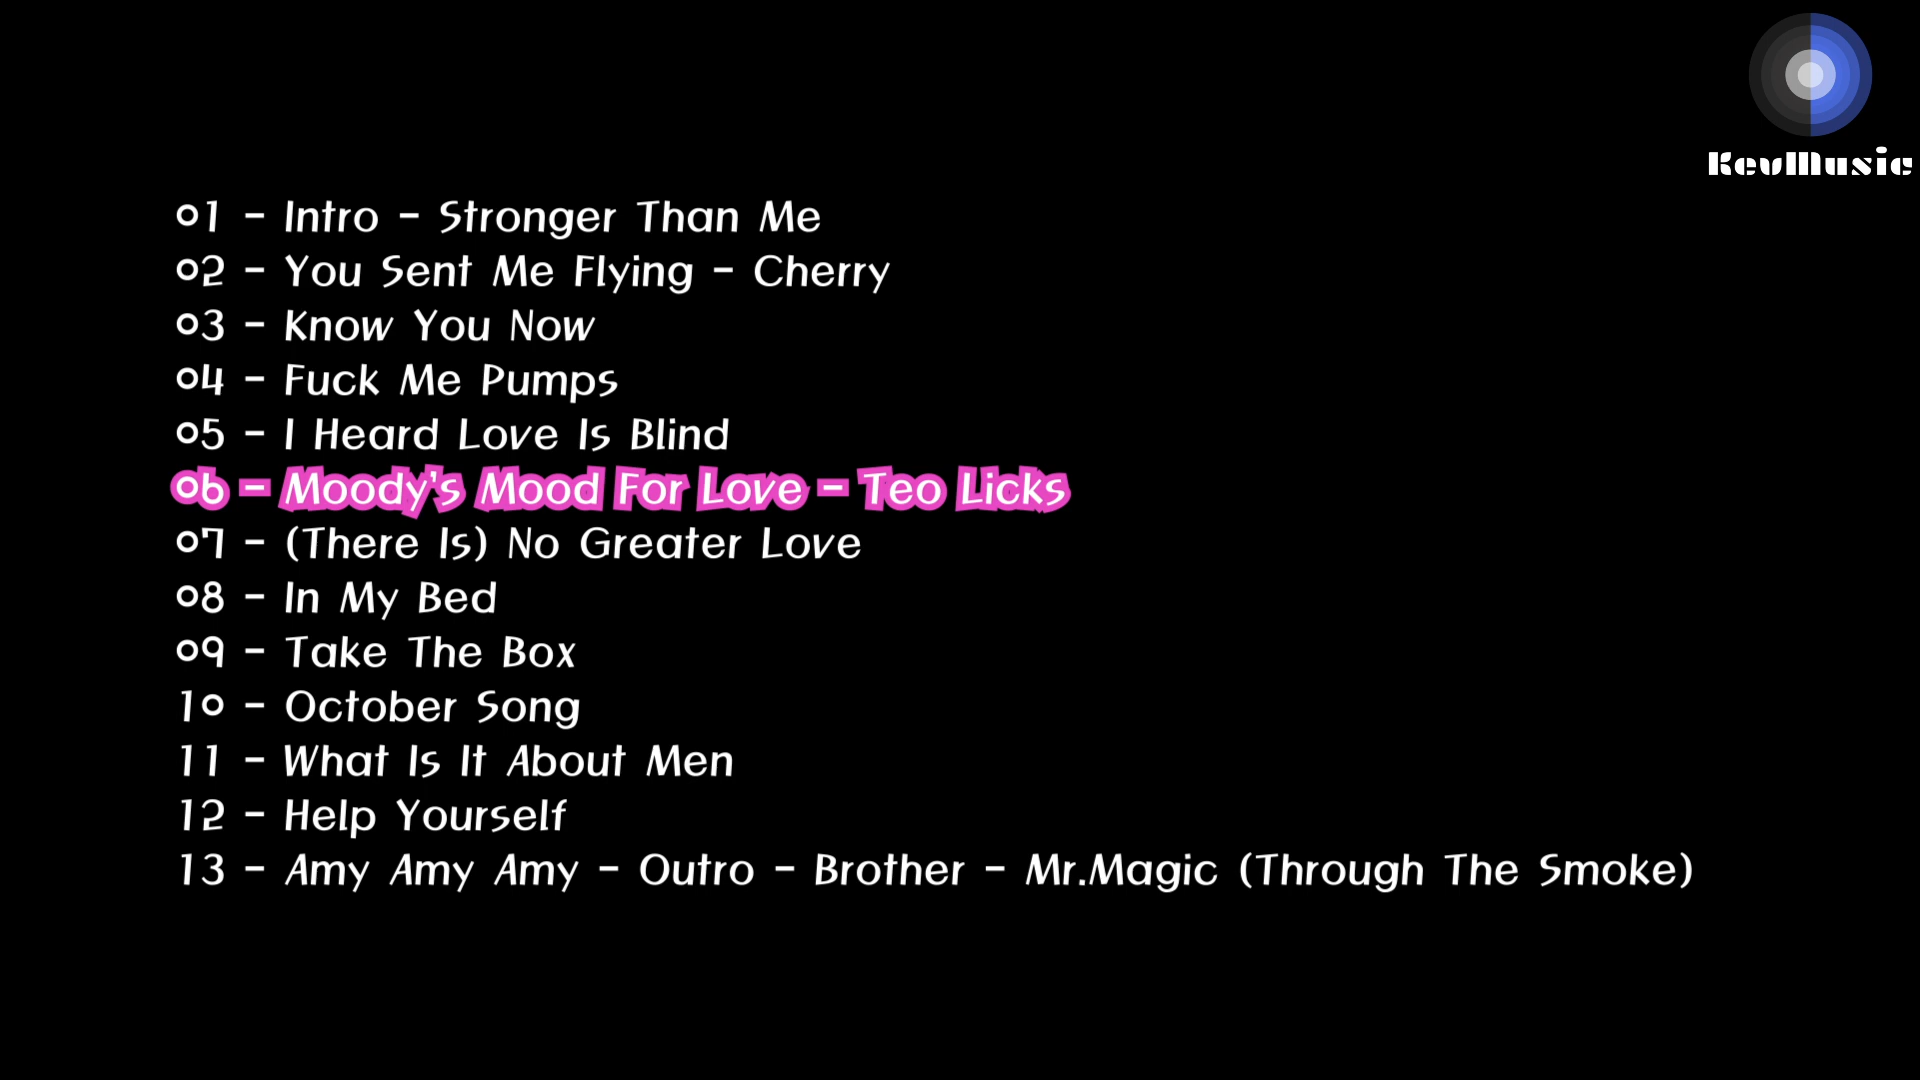 KevMusic
01 - Intro - Stronger Than Me
02 - You Sent Me Flying - Cherry
03 - Know You Now
04 - Fuck Me Pumps
05 - I Heard Love Is Blind
06 - Moody's Mood For Love - Teo Licks
07 - (There Is) No Greater Love
08 - In My Bed
09 - Take The Box
10 - October Song
11 - What Is It About Men
12 - Help Yourself
13 - Amy Amy Amy - Outro - Brother - Mr.Magic (Through The Smoke)